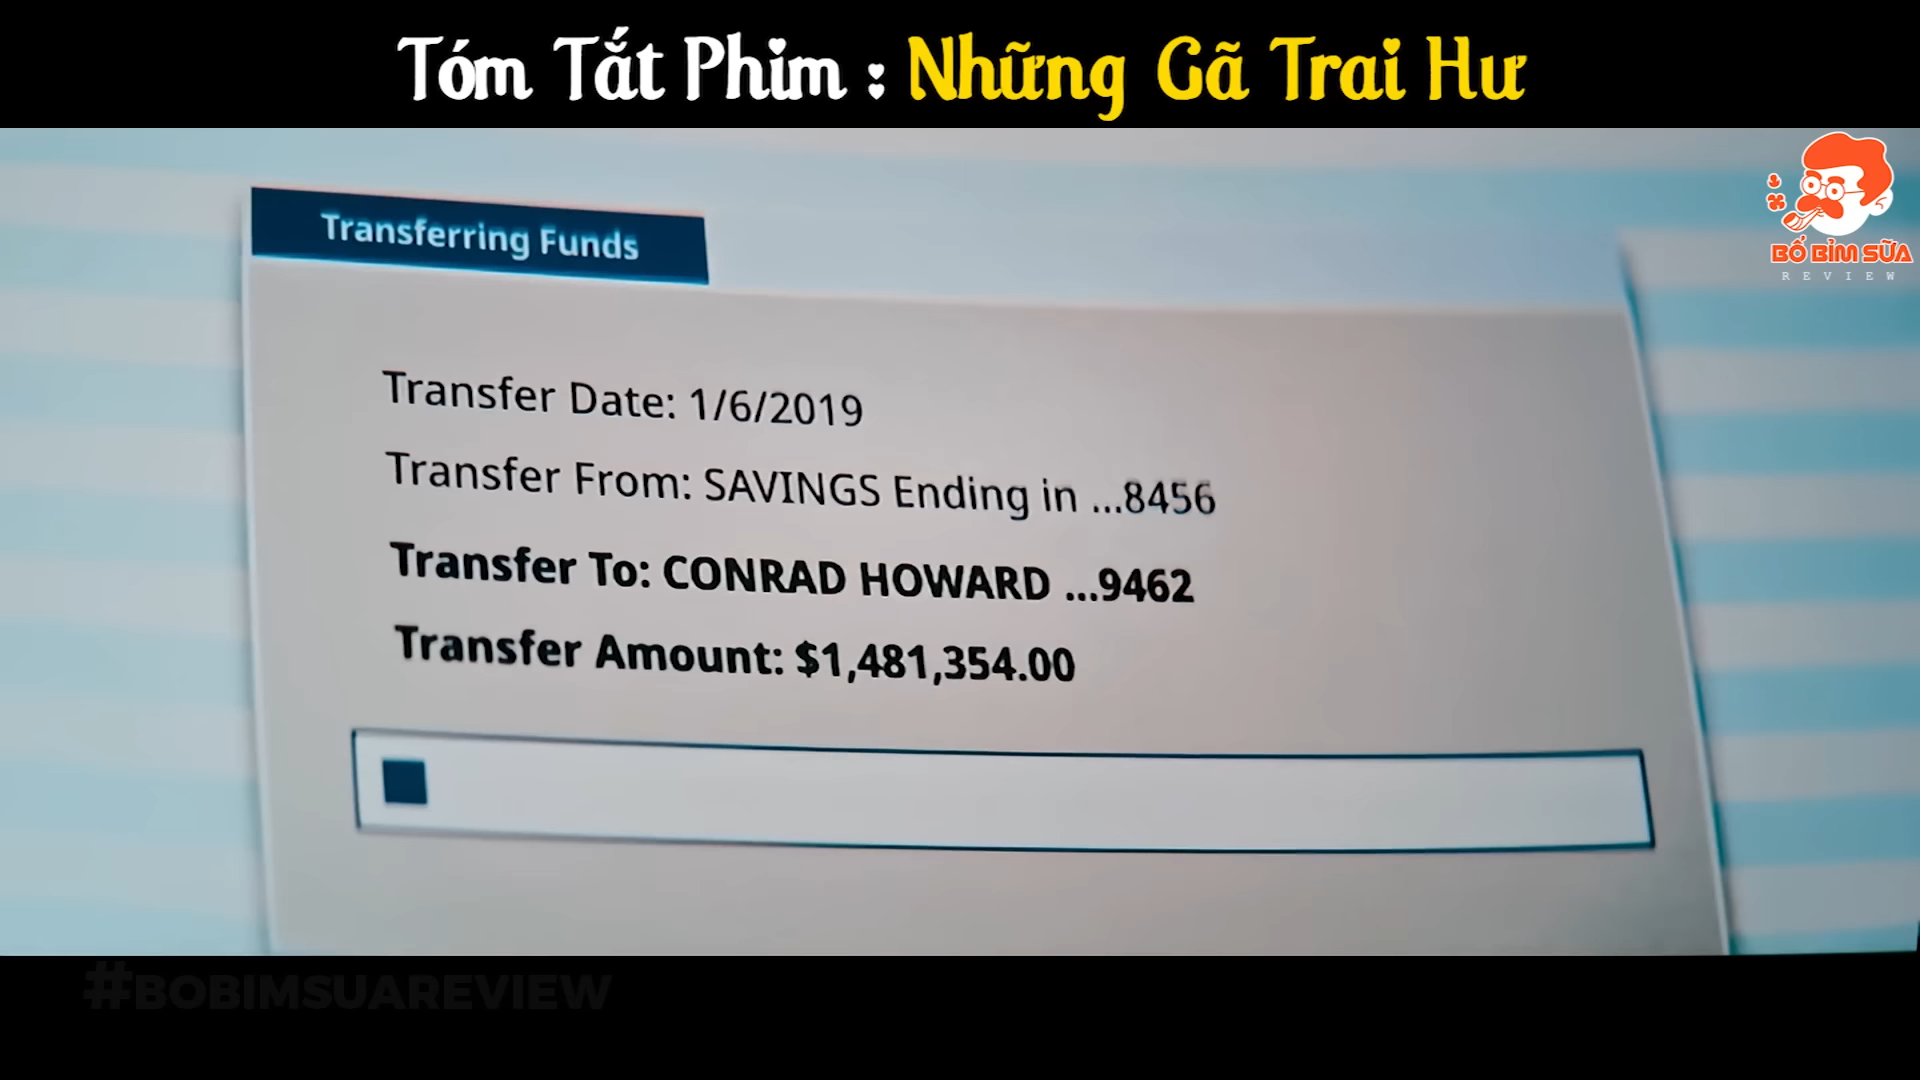 Tóm Tắt Phim : Những Gã Trai Hư
BỐ BỈM SỮA
REVIEW
Transferring Funds
Transfer Date: 1/6/2019
Transfer From: SAVINGS Ending in ...8456
Transfer To: CONRAD HOWARD ...9462
Transfer Amount: $1,481,354.00
#BOBIMSUAREVIEW